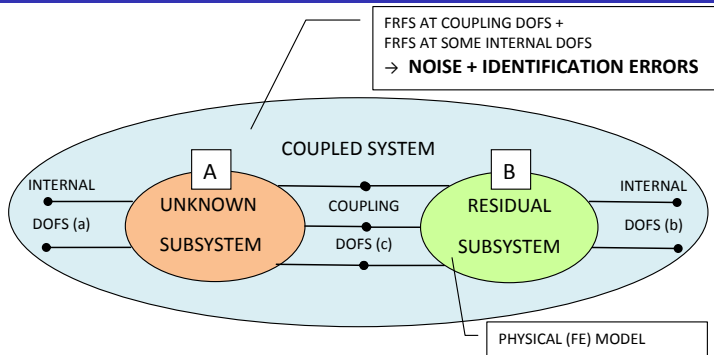 FRFS AT COUPLING DOFS +
FRFS AT SOME INTERNAL DOFS
→ NOISE + IDENTIFICATION ERRORS
COUPLED SYSTEM
A
B
INTERNAL
DOFS (a)
UNKNOWN
SUBSYSTEM
COUPLING
DOFS (c)
RESIDUAL
SUBSYSTEM
INTERNAL
DOFS (b)
PHYSICAL (FE) MODEL